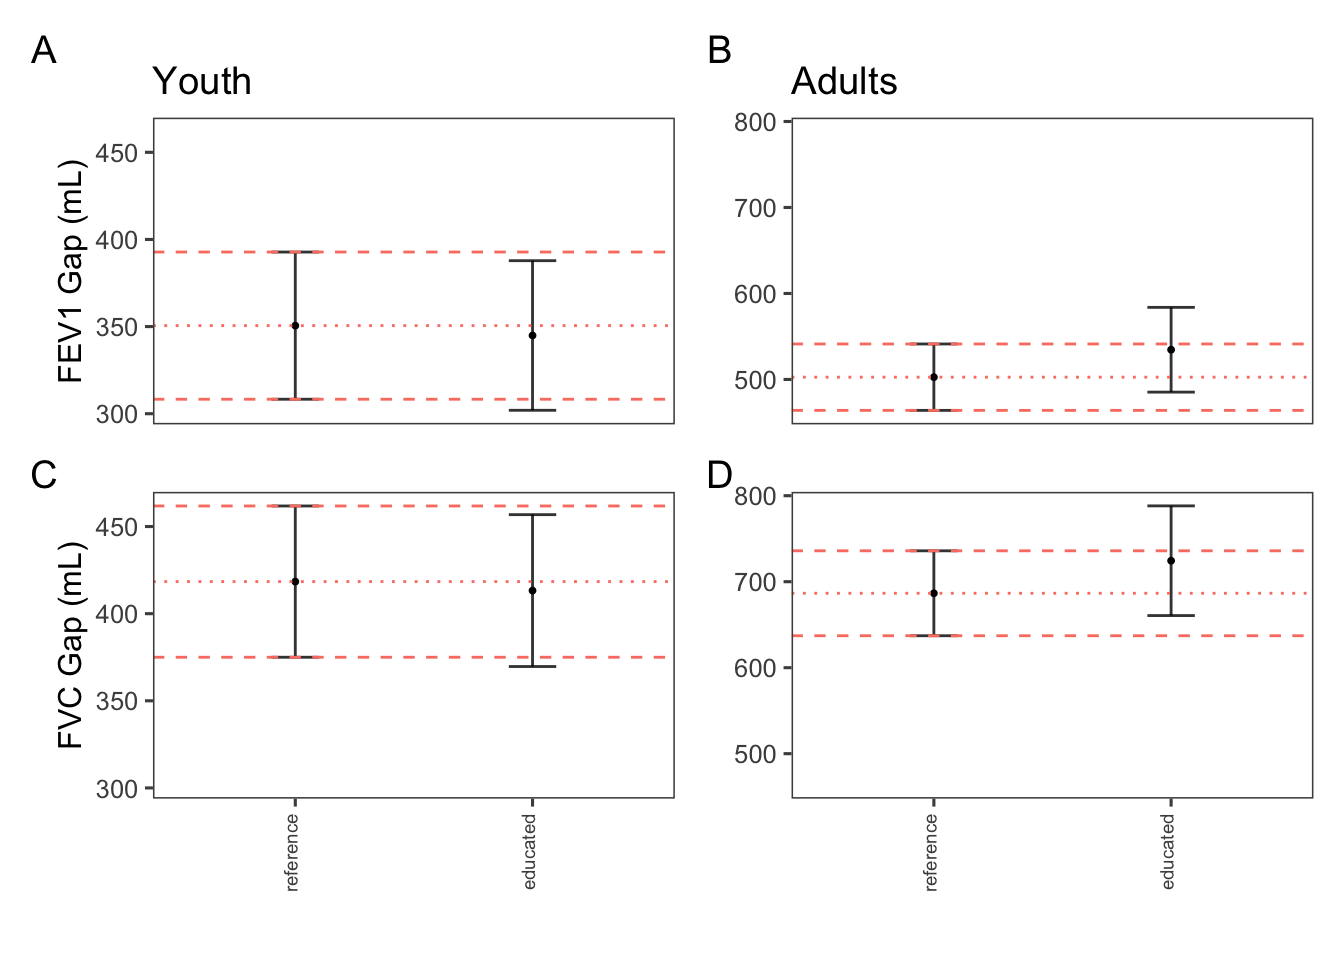 A
Youth
FEV1 Gap (mL)
450
400
350
300
B
Adults
800
700
600
500
C
FVC Gap (mL)
450
400
350
300
reference
educated
D
800
700
600
500
reference
educated